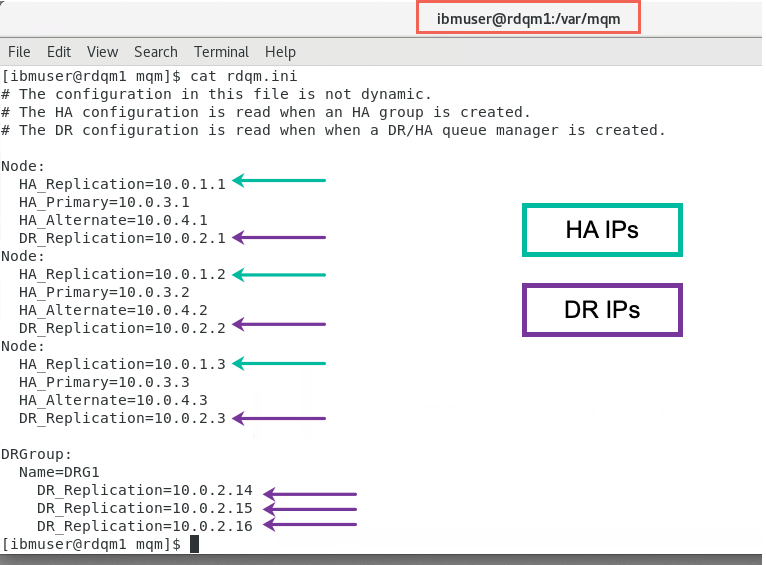 ibmuser@rdqm1:/var/mqm
File Edit View Search Terminal Help
[ibmuser@rdqm1 mqm]$ cat rdqm.ini
# The configuration in this file is not dynamic.
# The HA configuration is read when an HA group is created.
# The DR configuration is read when when a DR/HA queue manager is created.
Node:
HA_Replication=10.0.1.1
HA_Primary=10.0.3.1
HA_Alternate=10.0.4.1
DR_Replication=10.0.2.1
Node:
HA_Replication=10.0.1.2
HA_Primary=10.0.3.2
HA_Alternate=10.0.4.2
DR_Replication=10.0.2.2
Node:
HA_Replication=10.0.1.3
HA_Primary=10.0.3.3
HA_Alternate=10.0.4.3
DR_Replication=10.0.2.3
DRGroup:
Name=DRG1
DR_Replication=10.0.2.14
DR_Replication=10.0.2.15
DR_Replication=10.0.2.16
[ibmuser@rdqm1 mqm]$
HA IPs
DR IPs